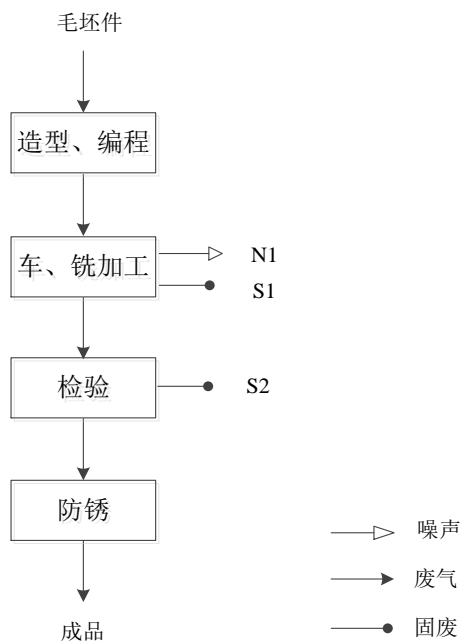 毛坯件
造型、编程
车、铣加工
N1
S1
检验
S2
防锈
成品
噪声
废气
固废